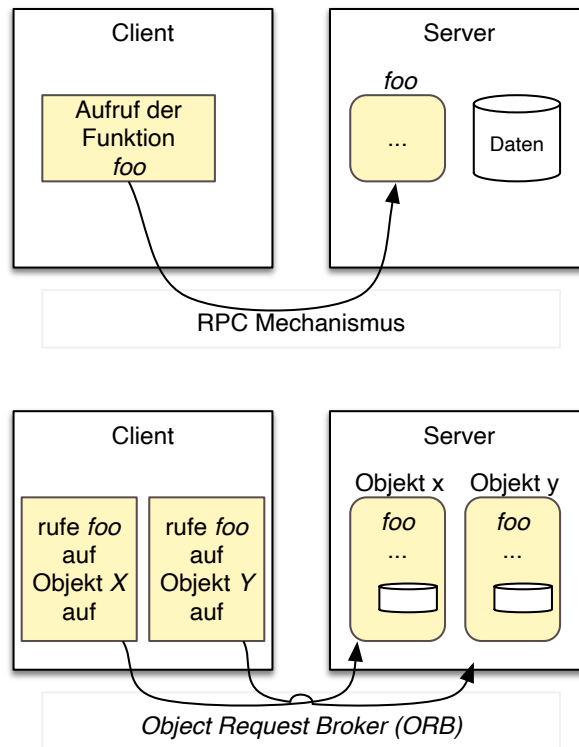 Client
Server
Aufruf der
Funktion
foo
foo
...
Daten
RPC Mechanismus
Client
Server
rufe foo
auf
Objekt X
auf
rufe foo
auf
Objekt Y
auf
Objekt x
foo
...
Objekt y
foo
...
Object Request Broker (ORB)